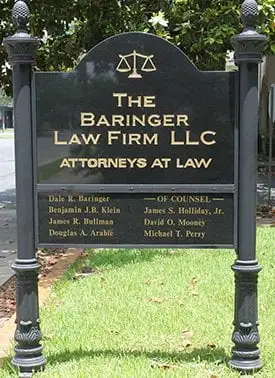 THE
BARINGER
LAW FIRM LLC
ATTORNEYS AT LAW
Dale R. Baringer
Benjamin J.B. Klein
James R. Bullman
Douglas A. Arabie
— OF COUNSEL —
James S. Holliday, Jr.
David O. Mooney
Michael T. Perry